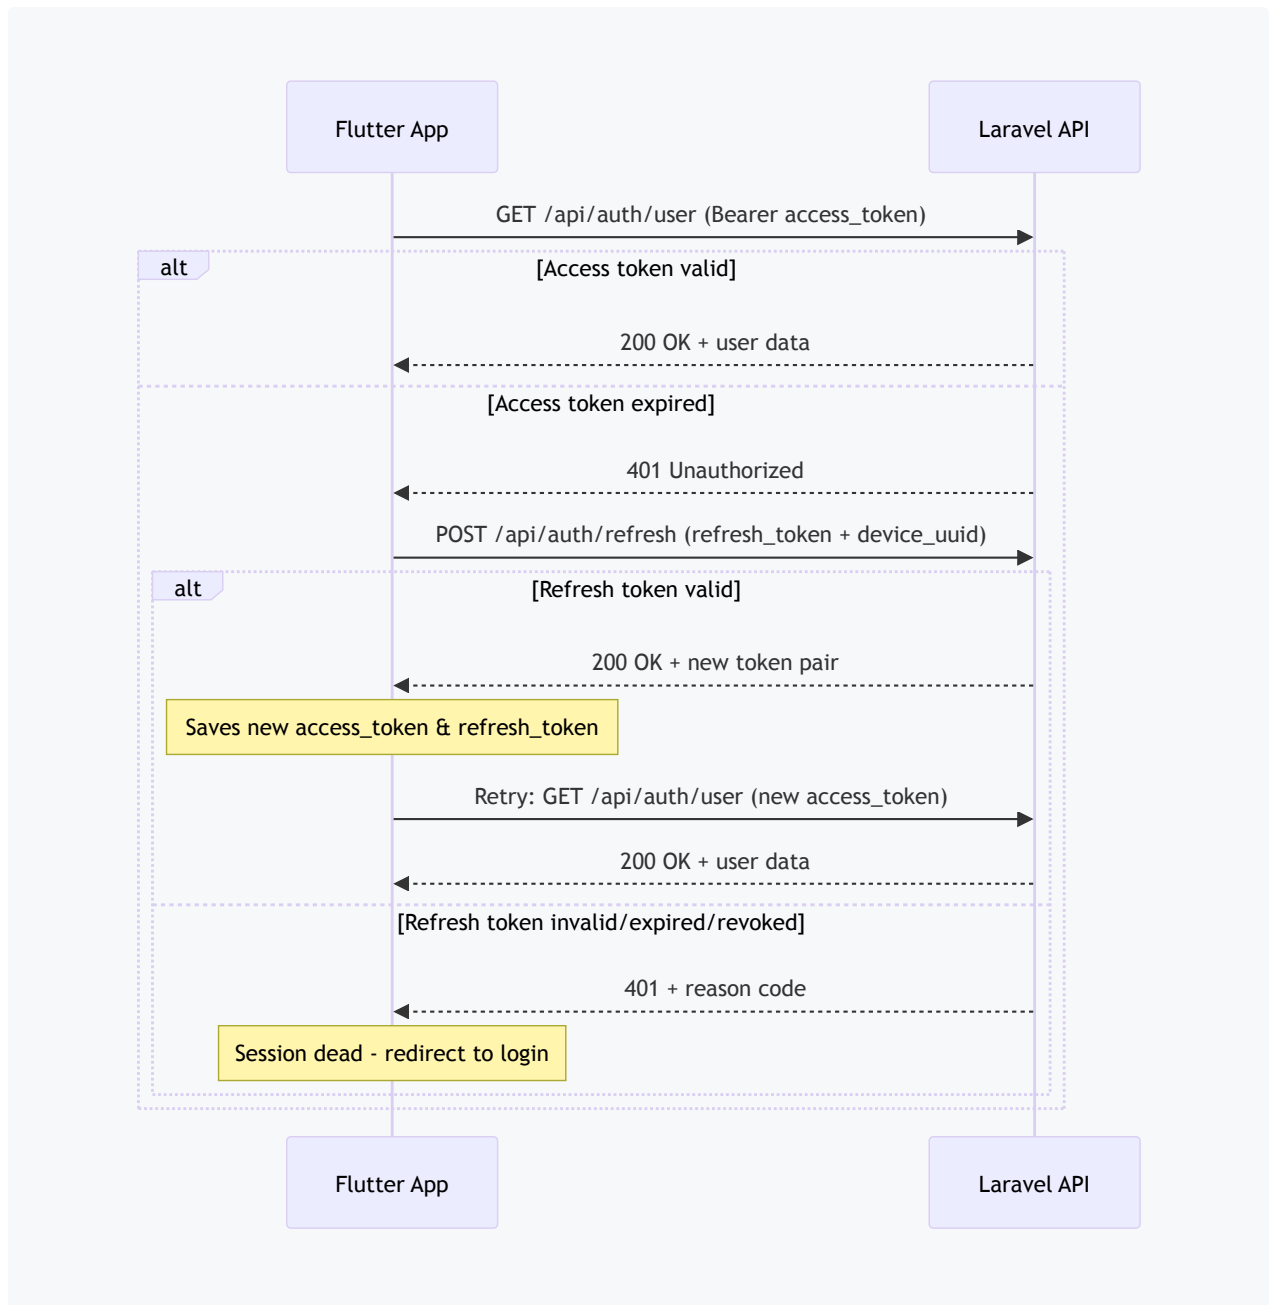 Flutter App
Laravel API
GET /api/auth/user (Bearer access_token)
alt
[Access token valid]
200 OK + user data
[Access token expired]
401 Unauthorized
POST /api/auth/refresh (refresh_token + device_uuid)
alt
[Refresh token valid]
200 OK + new token pair
Saves new access_token & refresh_token
Retry: GET /api/auth/user (new access_token)
200 OK + user data
[Refresh token invalid/expired/revoked]
401 + reason code
Session dead - redirect to login
Flutter App
Laravel API